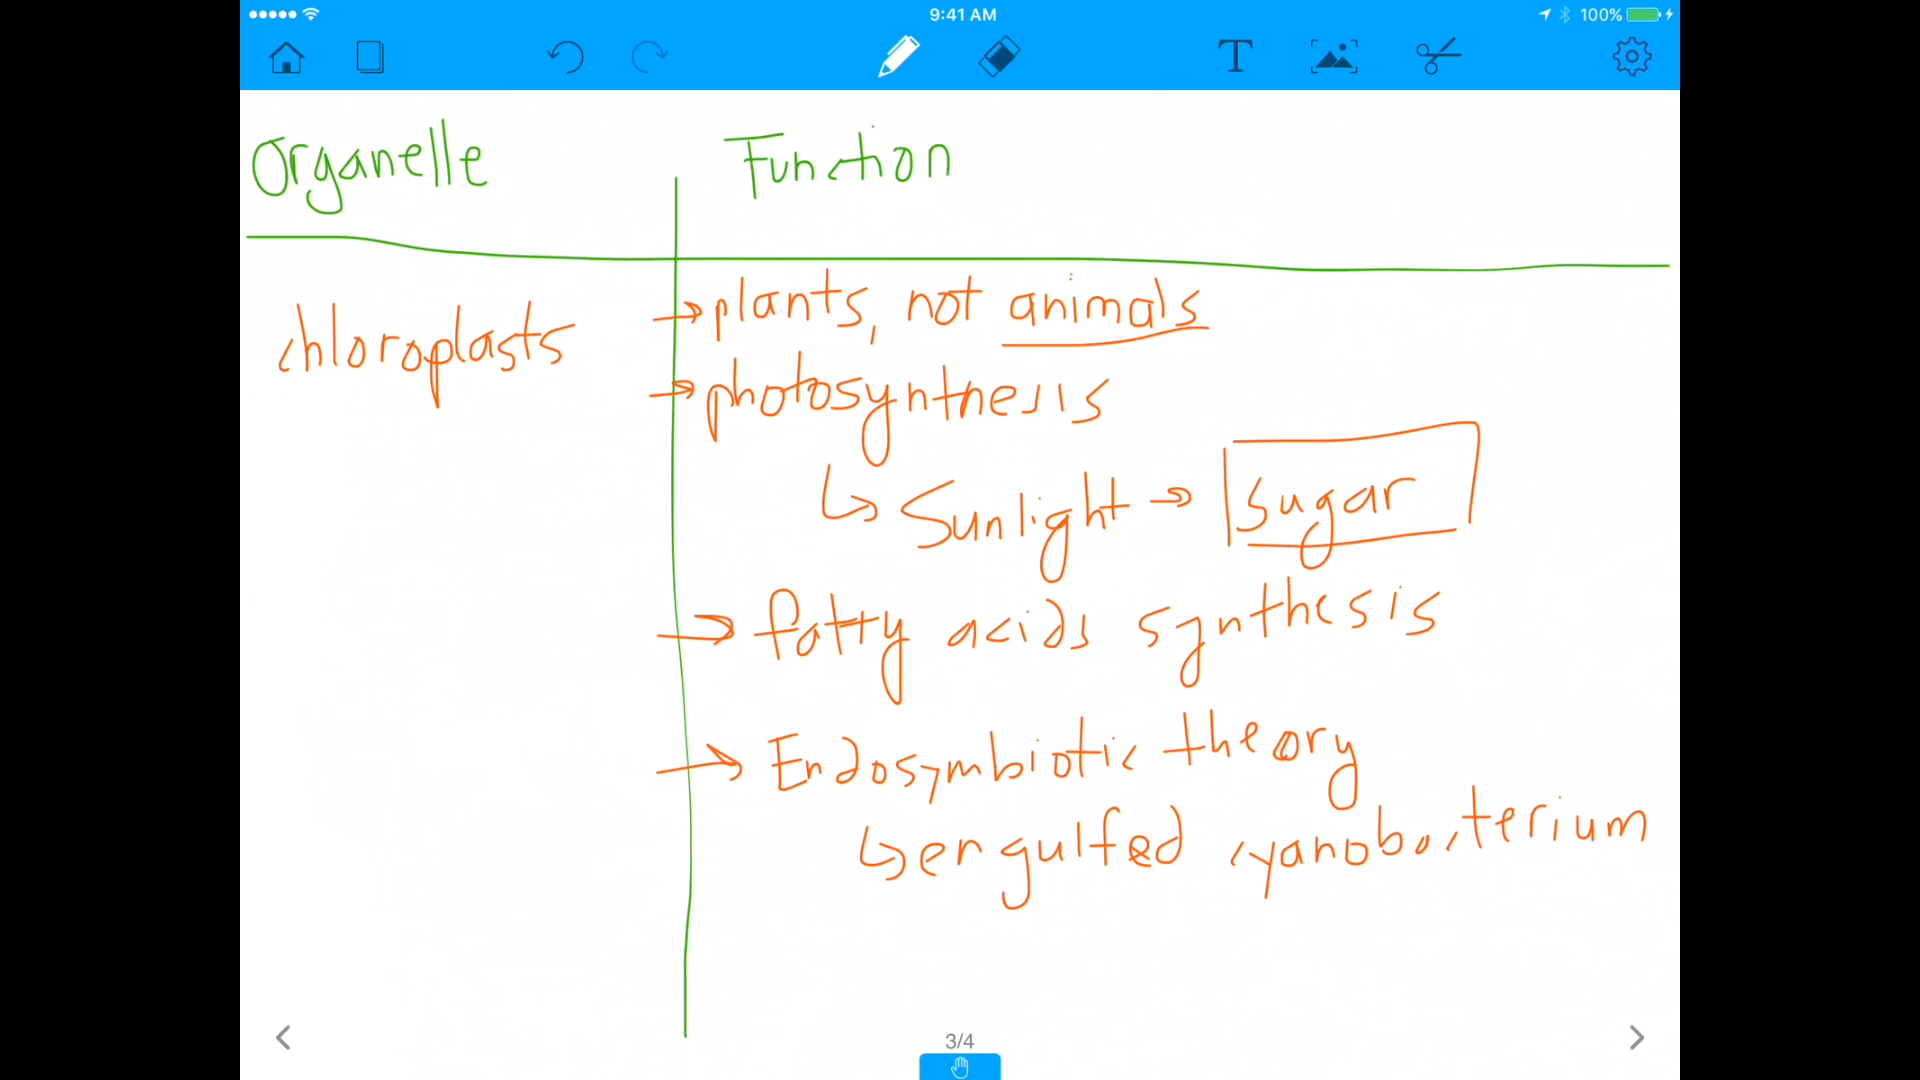 9:41 AM
100%
T
Organelle Function
chloroplasts
→ plants, not animals
→ photosynthesis
↳ Sunlight → sugar
→ fatty acids synthesis
→ Endosymbiotic theory
↳ engulfed cyanobacterium
3/4